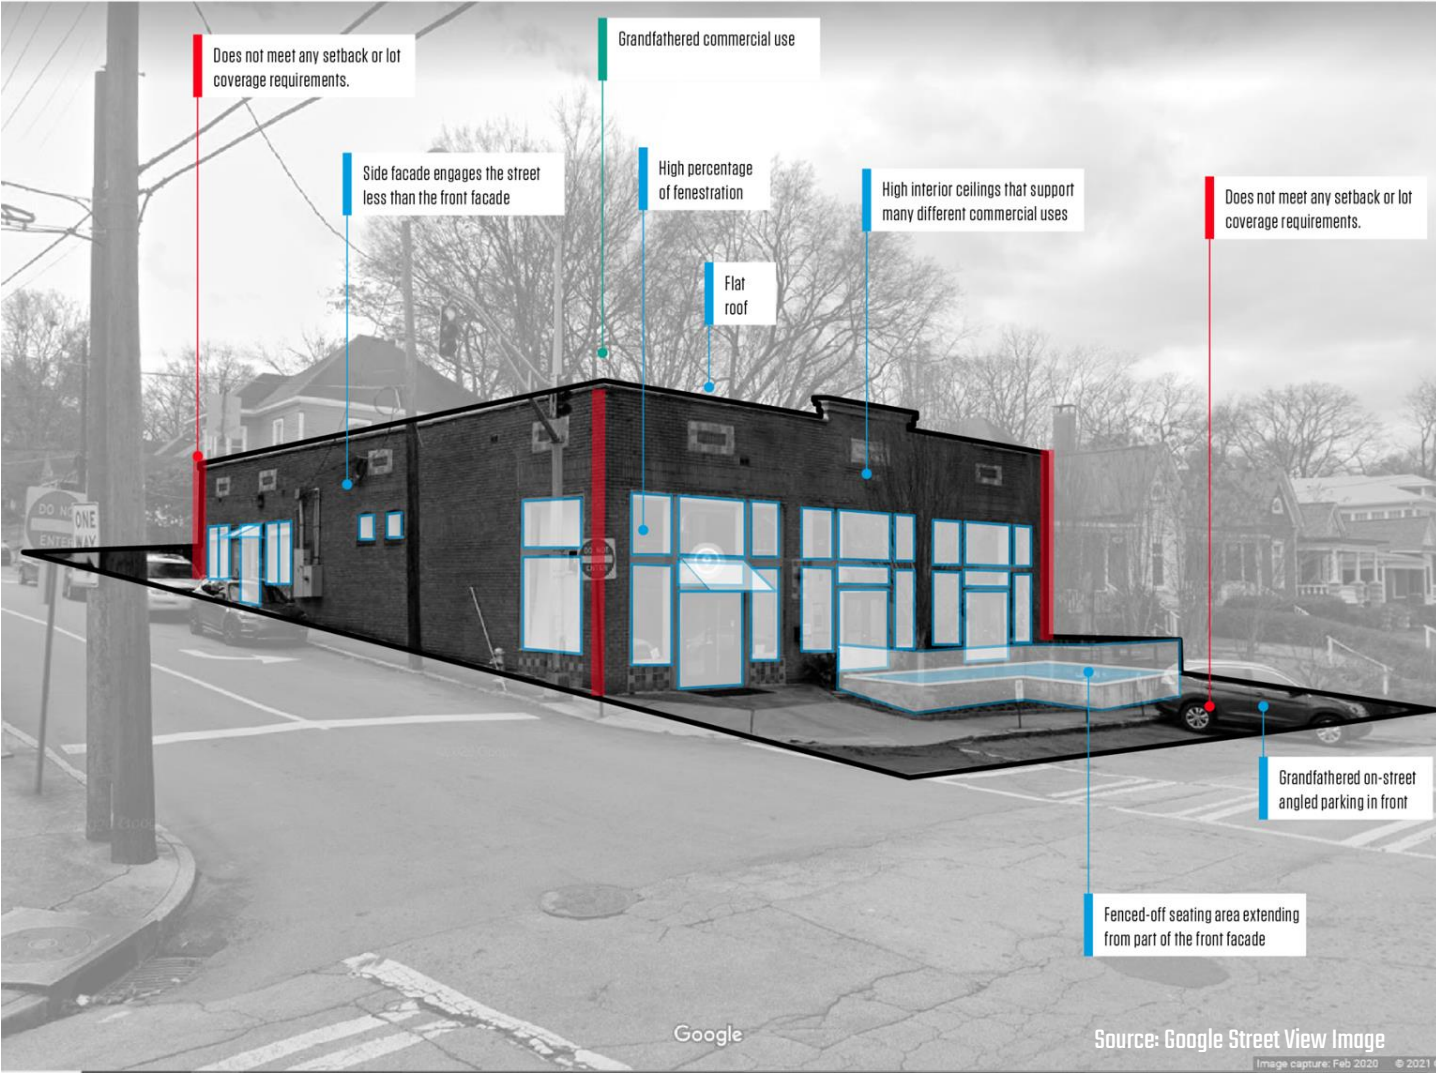 Does not meet any setback or lot
coverage requirements.
Grandfathered commercial use
Side facade engages the street
less than the front facade
High percentage
of fenestration
High interior ceilings that support
many different commercial uses
Does not meet any setback or lot
coverage requirements.
Flat
roof
DO NO
ENTE
ONE
WAY
DO NOT
ENTER
Grandfathered on-street
angled parking in front
Fenced-off seating area extending
from part of the front facade
Google
Source: Google Street View Image
Image capture: Feb 2020 © 2021